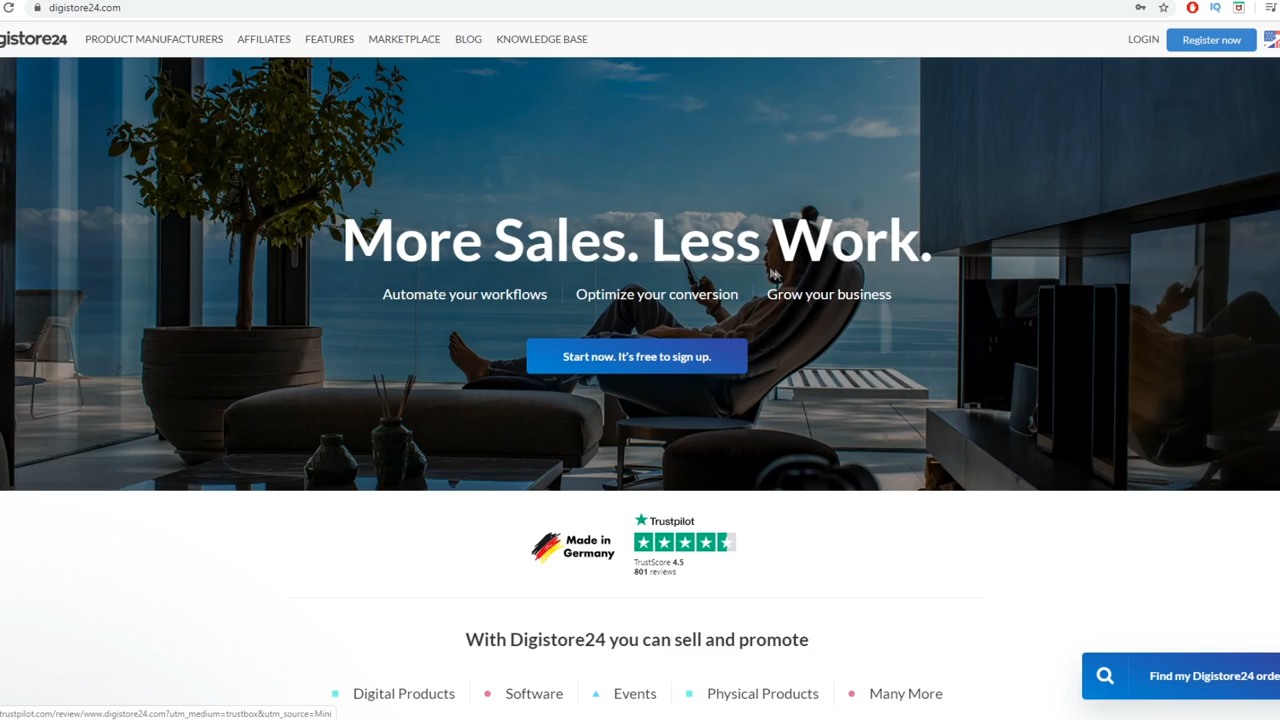 digistore24.com
IQ
gistore24
PRODUCT MANUFACTURERS
AFFILIATES
FEATURES
MARKETPLACE
BLOG
KNOWLEDGE BASE
LOGIN
Register now
More Sales. Less Work.
Automate your workflows
Optimize your conversion
Grow your business
Start now. It's free to sign up.
Made in
Germany
Trustpilot
TrustScore 4.5
801 reviews
With Digistore24 you can sell and promote
Digital Products
Software
Events
Physical Products
Many More
Find my Digistore24 orde
trustpilot.com/review/www.digistore24.com?utm_medium=trustbox&utm_source=Mini